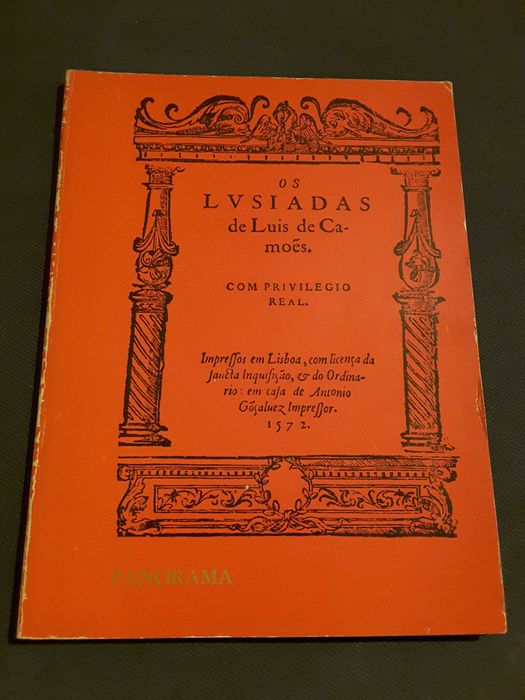 OS
LVSIADAS
de Luis de Ca-
moẽs.
COM PRIVILEGIO
REAL.
Impreſſos em Lisboa, com licença da
ſancta Inquiſição, & do Ordina-
rio: em caſa de Antonio
Gõçaluez Impreſſor.
1572.
PANORAMA